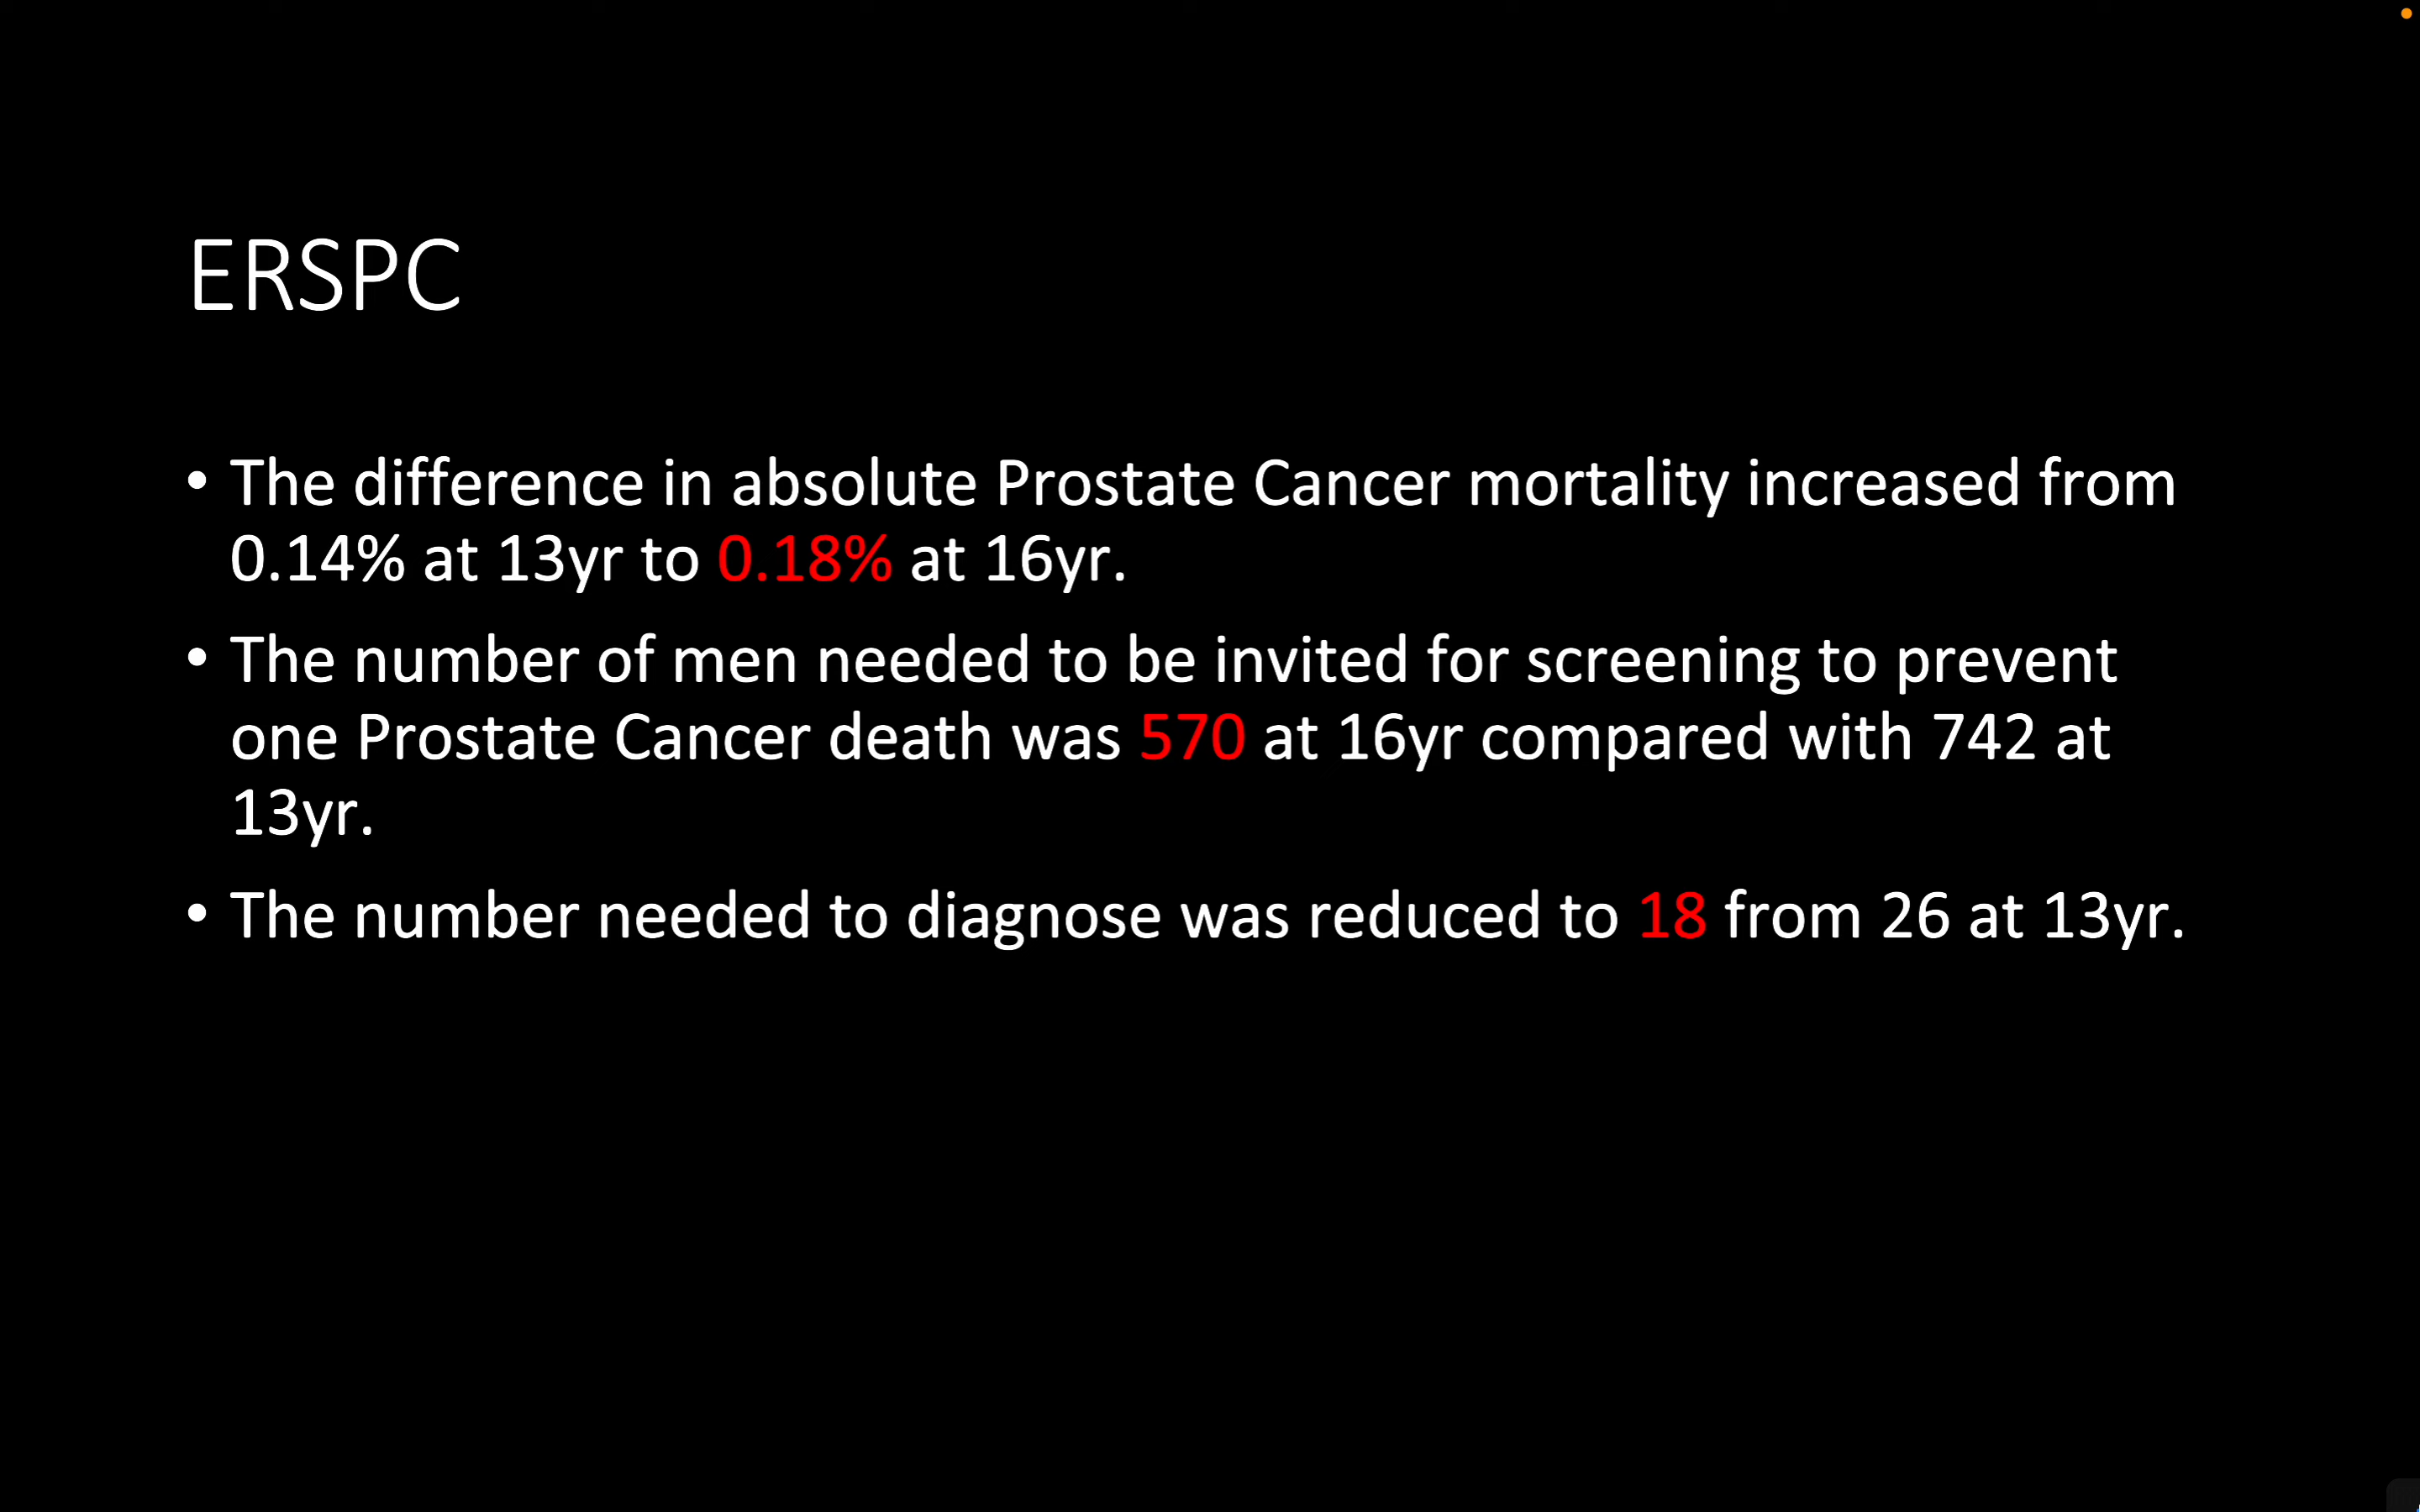 ERSPC
• The difference in absolute Prostate Cancer mortality increased from
0.14% at 13yr to 0.18% at 16yr.
• The number of men needed to be invited for screening to prevent
one Prostate Cancer death was 570 at 16yr compared with 742 at
13yr.
• The number needed to diagnose was reduced to 18 from 26 at 13yr.